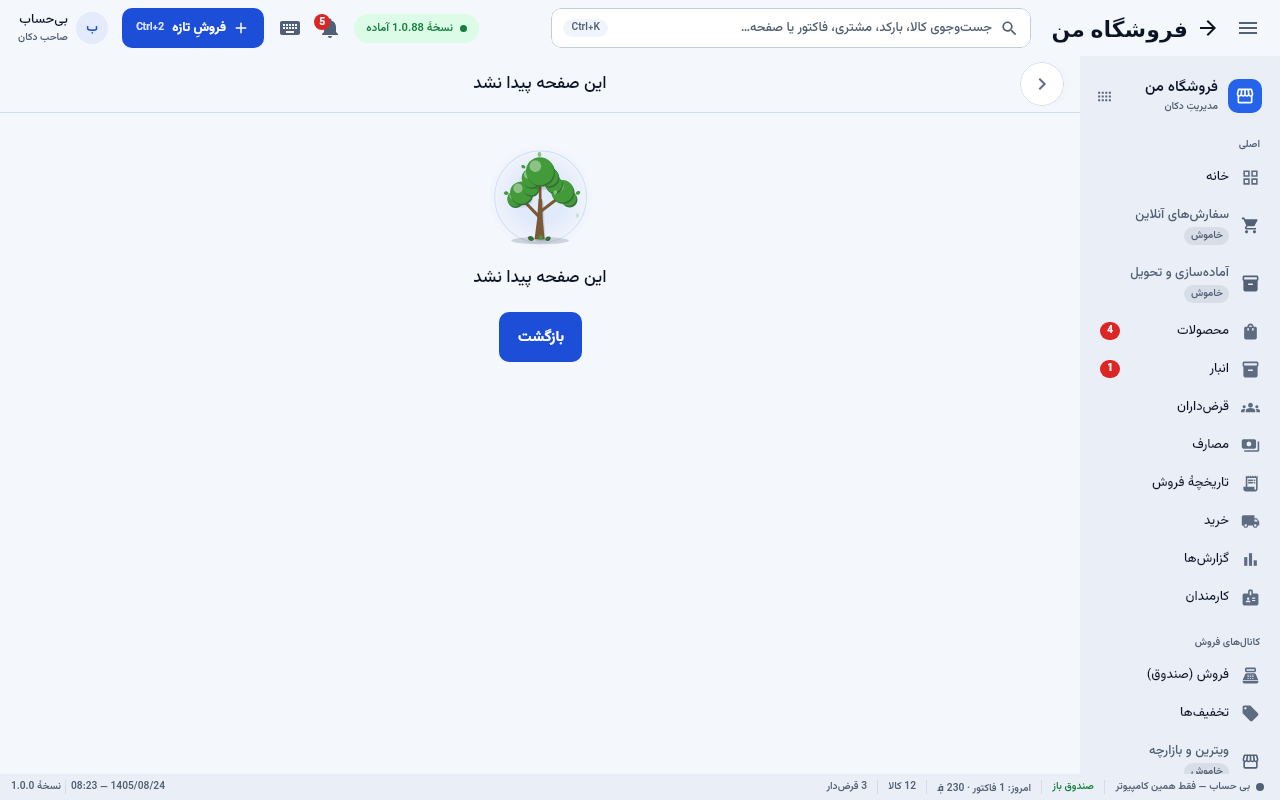 فروشگاه من
جست‌وجوی کالا، بارکد، مشتری، فاکتور یا صفحه...
Ctrl+K
نسخهٔ 1.0.88 آماده
5
فروشِ تازه
Ctrl+2
ب
بی‌حساب
صاحب دکان
این صفحه پیدا نشد
این صفحه پیدا نشد
بازگشت
فروشگاه من
مدیریتِ دکان
اصلی
خانه
سفارش‌های آنلاین
خاموش
آماده‌سازی و تحویل
خاموش
محصولات
4
انبار
1
قرض‌داران
مصارف
تاریخچهٔ فروش
خرید
گزارش‌ها
کارمندان
کانال‌های فروش
فروش (صندوق)
تخفیف‌ها
ویترین و بازارچه
خاموش
بی حساب — فقط همین کامپیوتر
صندوق باز
امروز: 1 فاکتور · 230 ؋
12 کالا
3 قرض‌دار
1405/08/24 — 08:23
نسخهٔ 1.0.0